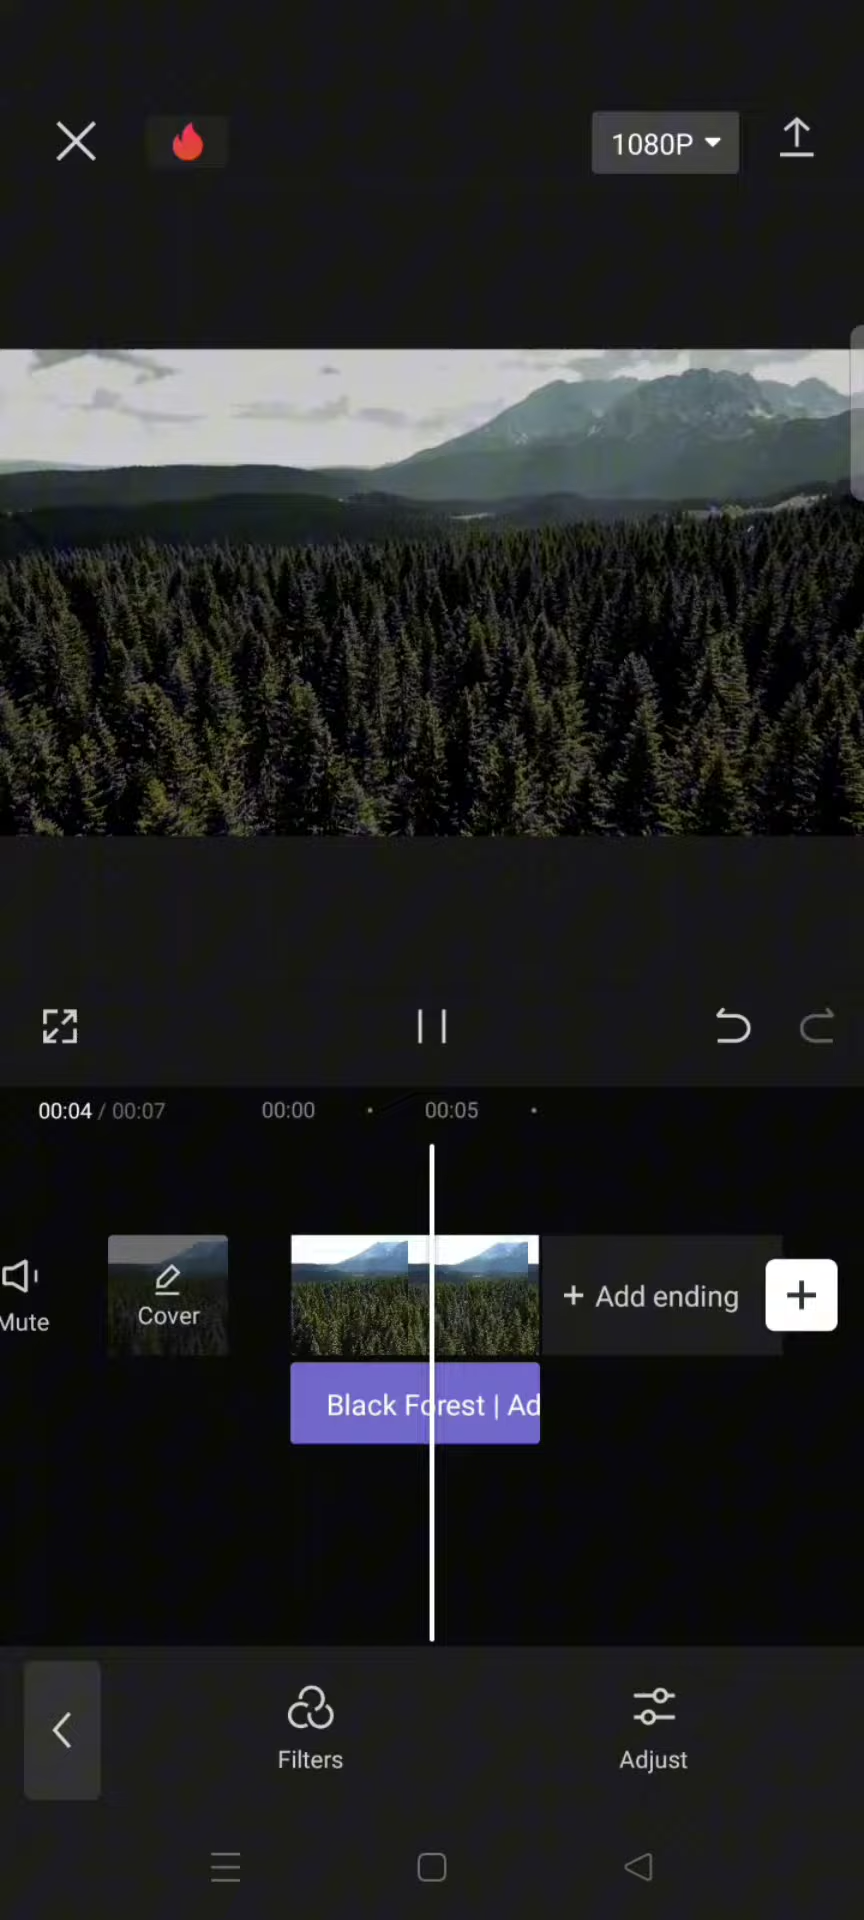 1080P
00:04 / 00:07
00:00
00:05
Mute
Cover
+ Add ending
Black Forest | Ad
Filters
Adjust